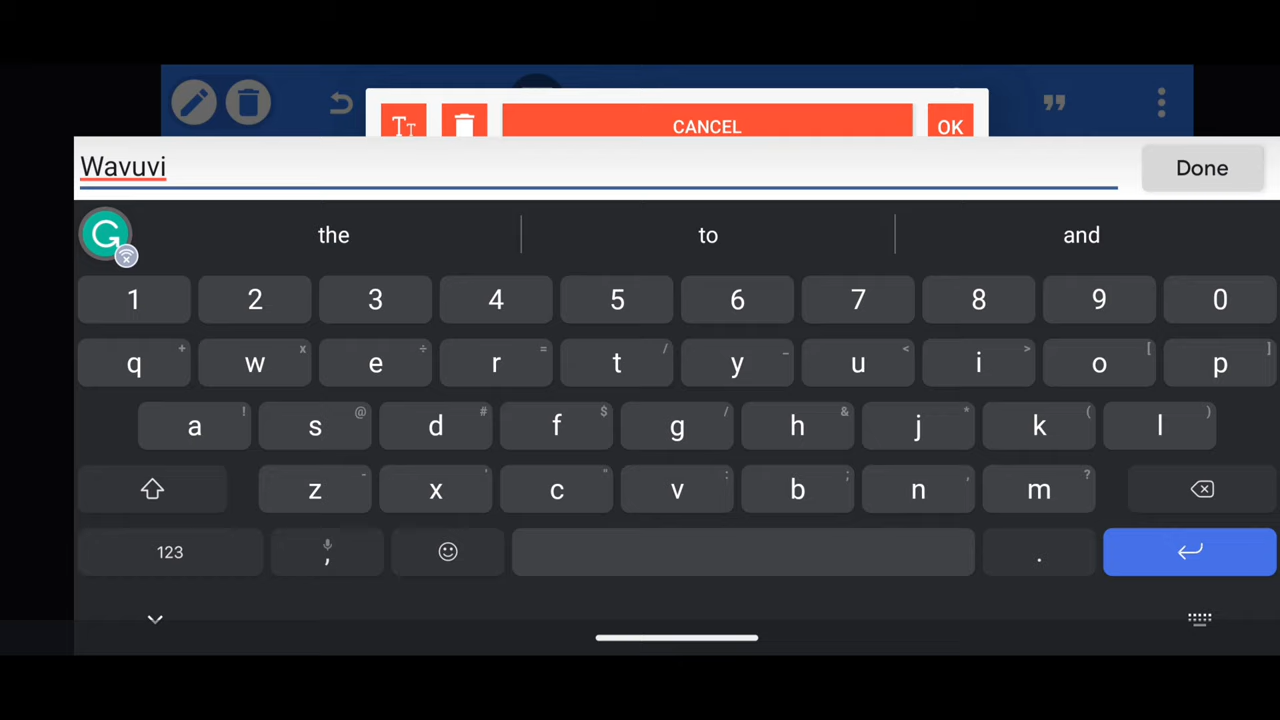 CANCEL OK
Wavuvi Done
the to and
1 2 3 4 5 6 7 8 9 0
q + w x e ÷ r = t / y _ u < i > o [ p ]
a ! s @ d # f $ g / h & j * k ( l )
z - x ' c " v : b ; n , m ?
123 , .